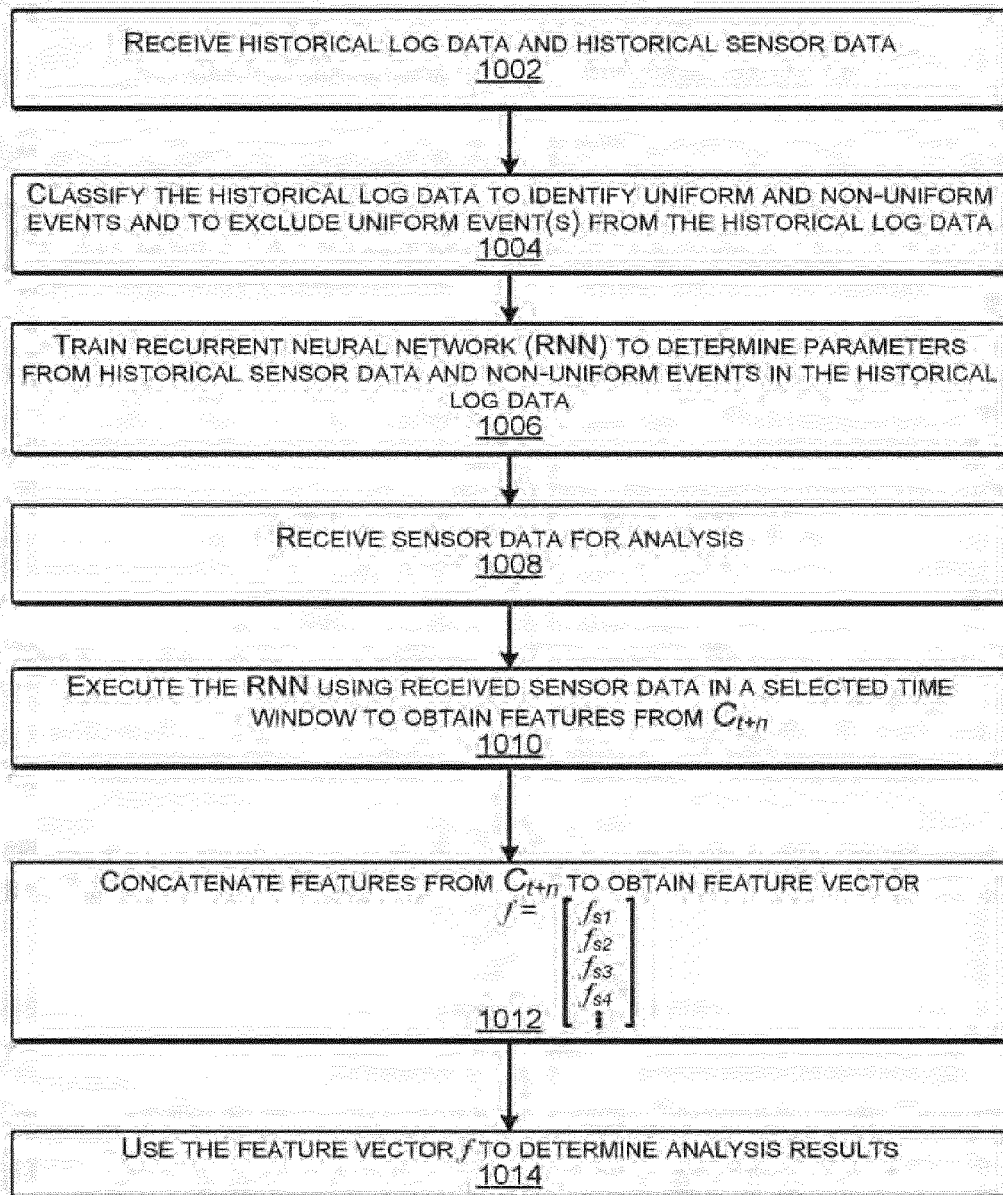 RECEIVE HISTORICAL LOG DATA AND HISTORICAL SENSOR DATA
1002
CLASSIFY THE HISTORICAL LOG DATA TO IDENTIFY UNIFORM AND NON-UNIFORM
EVENTS AND TO EXCLUDE UNIFORM EVENT(S) FROM THE HISTORICAL LOG DATA
1004
TRAIN RECURRENT NEURAL NETWORK (RNN) TO DETERMINE PARAMETERS
FROM HISTORICAL SENSOR DATA AND NON-UNIFORM EVENTS IN THE HISTORICAL
LOG DATA
1006
RECEIVE SENSOR DATA FOR ANALYSIS
1008
EXECUTE THE RNN USING RECEIVED SENSOR DATA IN A SELECTED TIME
WINDOW TO OBTAIN FEATURES FROM Ct+n
1010
CONCATENATE FEATURES FROM Ct+n TO OBTAIN FEATURE VECTOR
f =
fs1
fs2
fs3
fs4
⋮
1012
USE THE FEATURE VECTOR f TO DETERMINE ANALYSIS RESULTS
1014